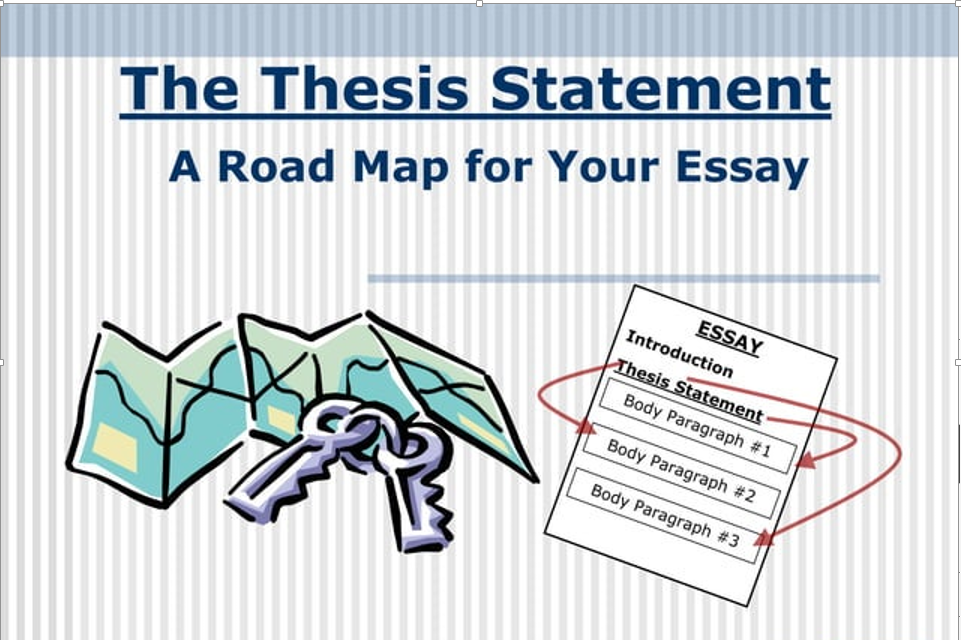 The Thesis Statement
A Road Map for Your Essay
ESSAY
Introduction
Thesis Statement
Body Paragraph #1
Body Paragraph #2
Body Paragraph #3